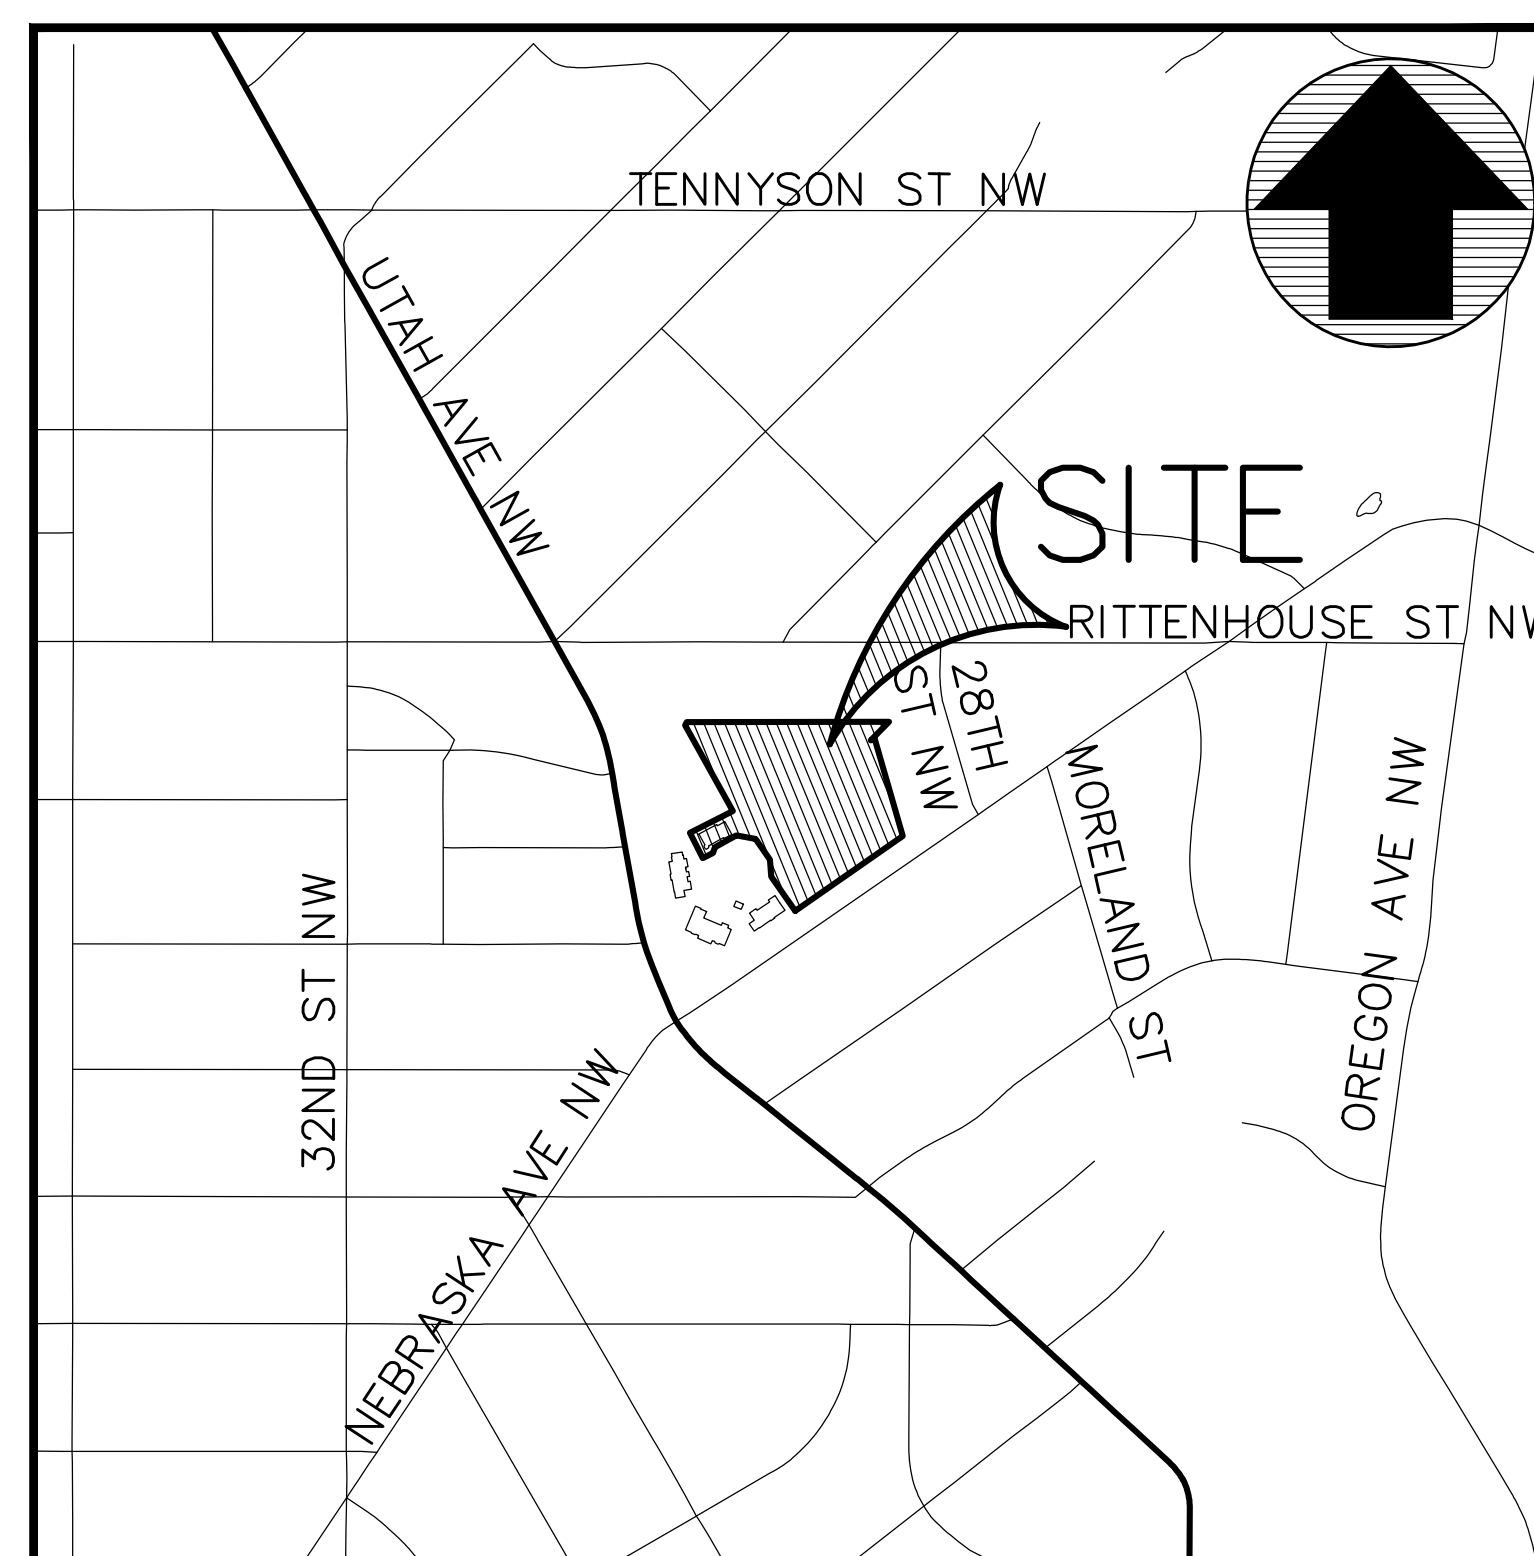 TENNYSON ST NW
UTAH AVE NW
SITE
RITTENHOUSE ST NW
28TH
ST NW
MORELAND ST
OREGON AVE NW
32ND ST NW
NEBRASKA AVE NW